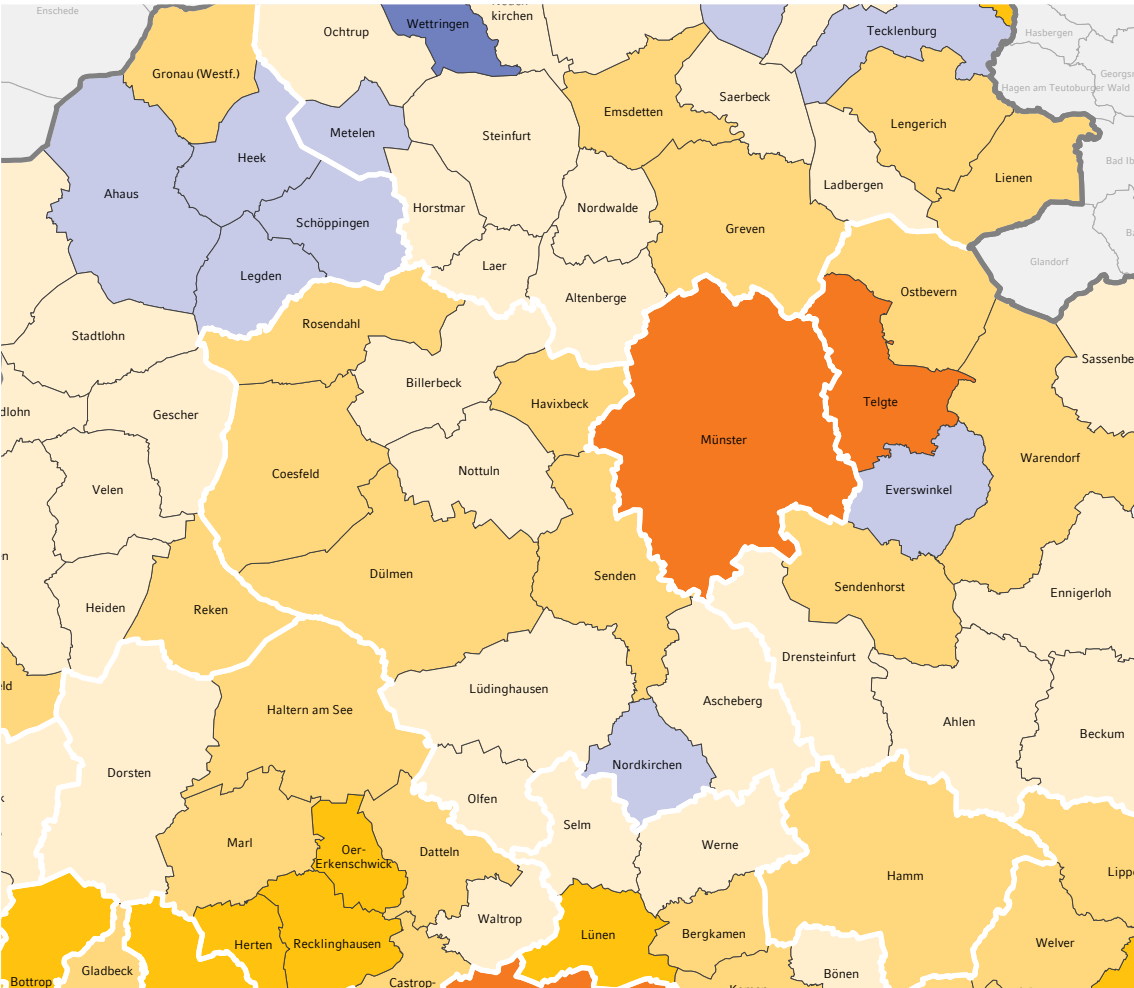 Enschede
kirchen
Wettringen
Tecklenburg
Ochtrup
Hasbergen
Gronau (Westf.)
Hagen am Teutoburger Wald
Saerbeck
Emsdetten
Lengerich
Metelen
Steinfurt
Heek
Lienen
Ladbergen
Ahaus
Horstmar
Nordwalde
Schöppingen
Greven
Glandorf
Laer
Legden
Ostbevern
Altenberge
Rosendahl
Stadtlohn
Sassenbe
Billerbeck
Telgte
Havixbeck
dlohn
Gescher
Münster
Warendorf
Nottuln
Coesfeld
Velen
Everswinkel
Dülmen
Senden
Sendenhorst
Ennigerloh
Heiden
Reken
Drensteinfurt
ld
Lüdinghausen
Ascheberg
Haltern am See
Ahlen
Beckum
Nordkirchen
Dorsten
Olfen
Selm
Marl
Werne
Oer-
Erkenschwick
Datteln
Hamm
Lipp
Waltrop
Lünen
Bergkamen
Herten
Recklinghausen
Welver
Gladbeck
Bönen
Bottrop
Castrop-